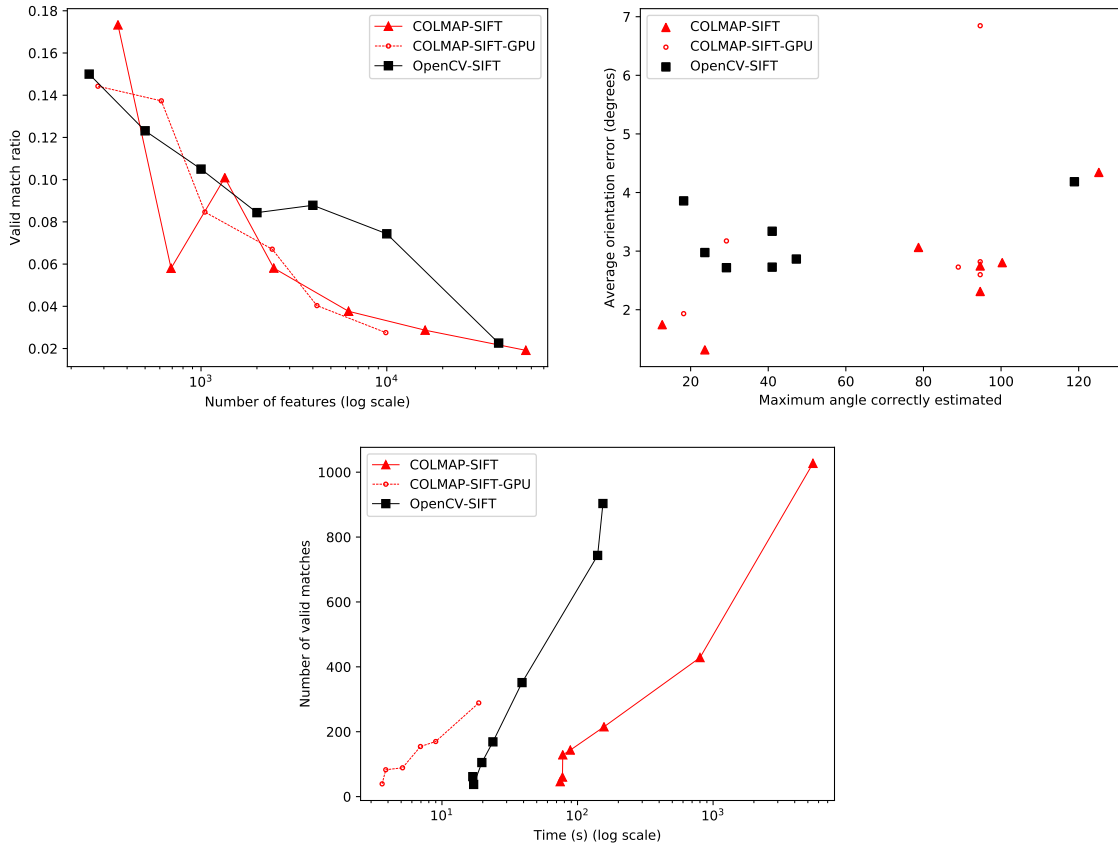 0.18
0.16
0.14
0.12
0.10
0.08
0.06
0.04
0.02
Valid match ratio
10³
10⁴
Number of features (log scale)
COLMAP-SIFT
COLMAP-SIFT-GPU
OpenCV-SIFT
7
6
5
4
3
2
Average orientation error (degrees)
20
40
60
80
100
120
Maximum angle correctly estimated
COLMAP-SIFT
COLMAP-SIFT-GPU
OpenCV-SIFT
1000
800
600
400
200
0
Number of valid matches
10¹
10²
10³
Time (s) (log scale)
COLMAP-SIFT
COLMAP-SIFT-GPU
OpenCV-SIFT